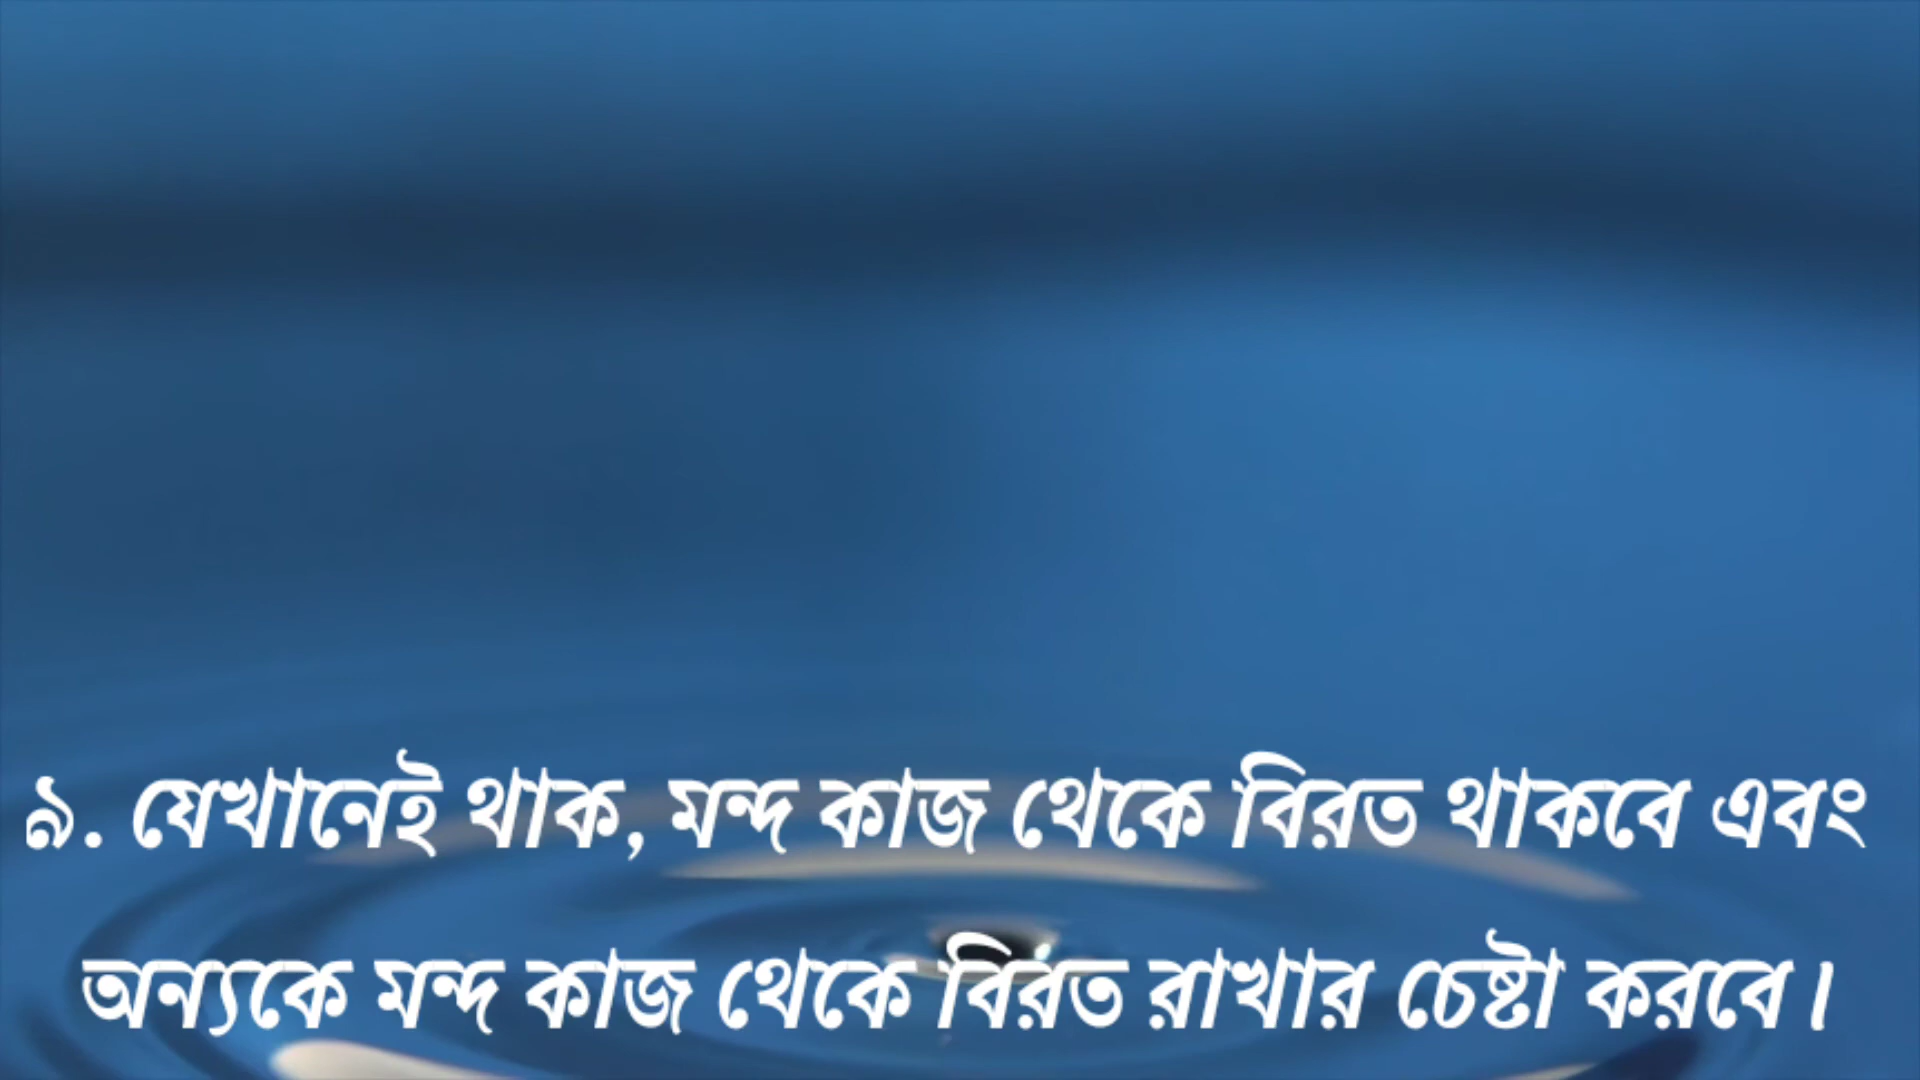 ৯. যেখানেই থাক, মন্দ কাজ থেকে বিরত থাকবে এবং
অন্যকে মন্দ কাজ থেকে বিরত রাখার চেষ্টা করবে।